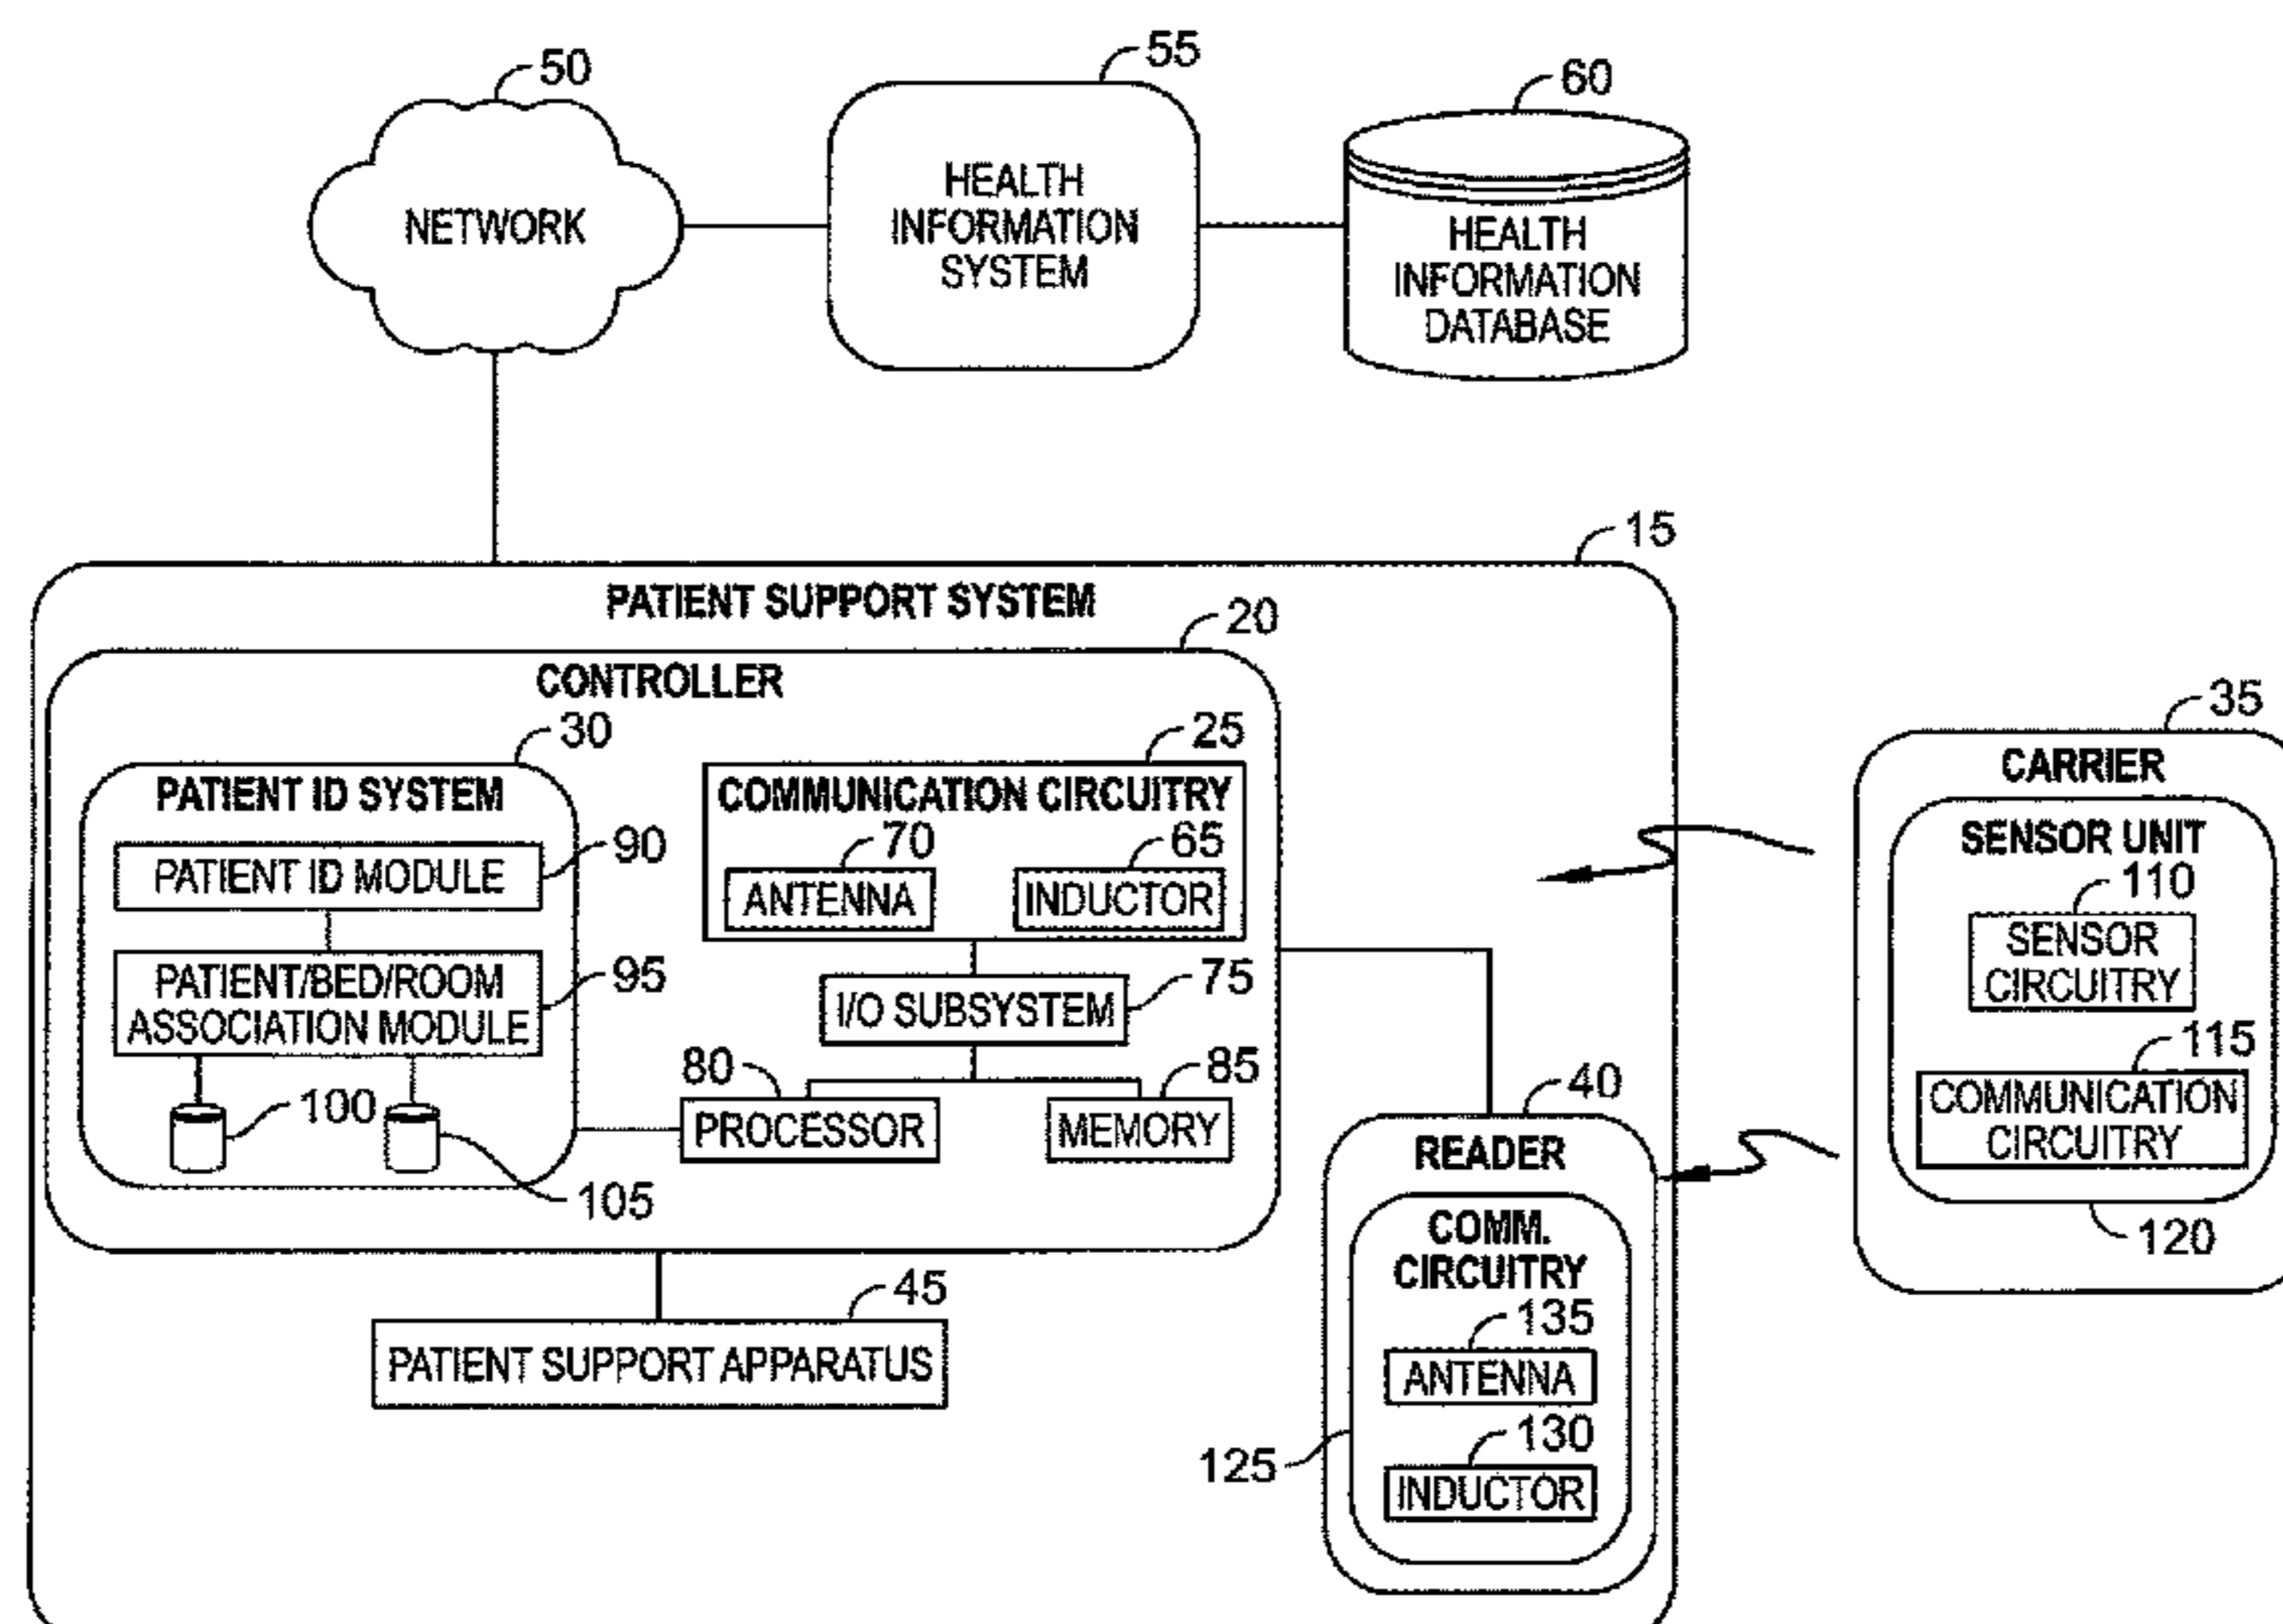 50
55
60
NETWORK
HEALTH
INFORMATION
SYSTEM
HEALTH
INFORMATION
DATABASE
15
PATIENT SUPPORT SYSTEM
20
CONTROLLER
30
PATIENT ID SYSTEM
90
PATIENT ID MODULE
PATIENT/BED/ROOM
ASSOCIATION MODULE
95
100
105
25
COMMUNICATION CIRCUITRY
70
65
ANTENNA
INDUCTOR
I/O SUBSYSTEM
75
80
85
PROCESSOR
MEMORY
45
PATIENT SUPPORT APPARATUS
40
READER
COMM.
CIRCUITRY
135
ANTENNA
130
INDUCTOR
125
35
CARRIER
SENSOR UNIT
110
SENSOR
CIRCUITRY
115
COMMUNICATION
CIRCUITRY
120